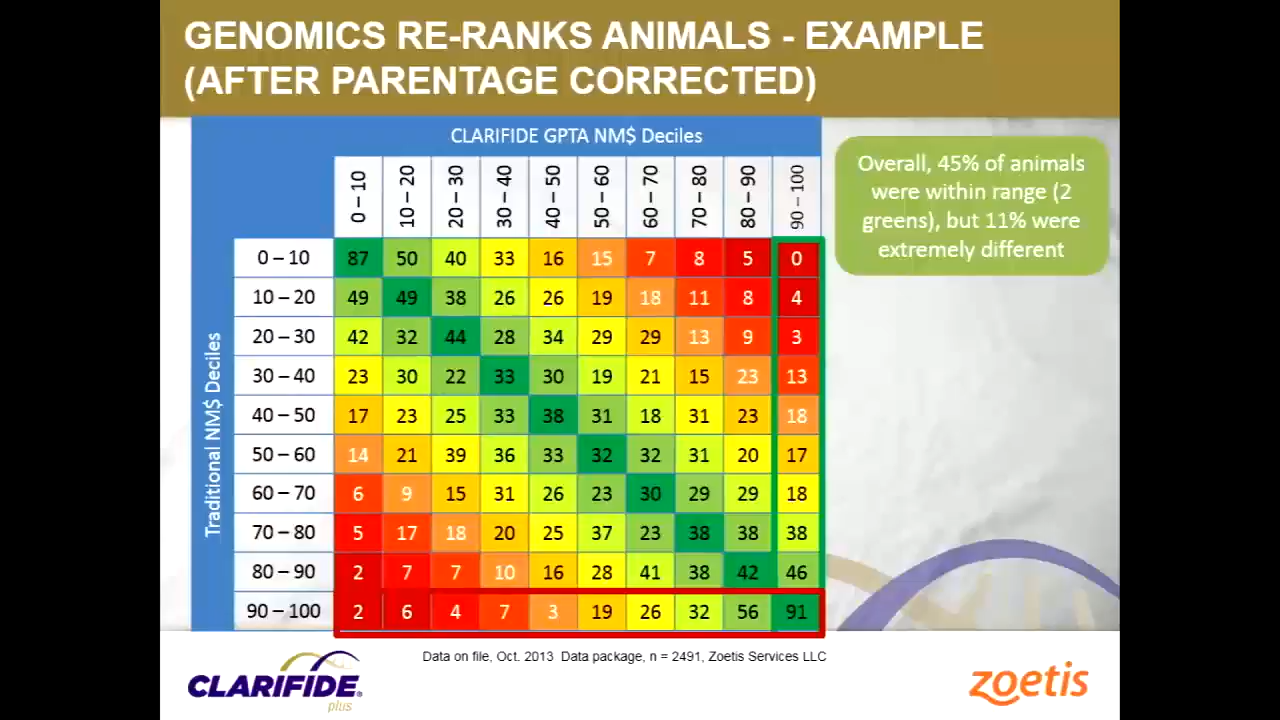 GENOMICS RE-RANKS ANIMALS - EXAMPLE
(AFTER PARENTAGE CORRECTED)
CLARIFIDE GPTA NM$ Deciles
0 – 10 10 – 20 20 – 30 30 – 40 40 – 50 50 – 60 60 – 70 70 – 80 80 – 90 90 – 100
Traditional NM$ Deciles
0 – 10 87 50 40 33 16 15 7 8 5 0
10 – 20 49 49 38 26 26 19 18 11 8 4
20 – 30 42 32 44 28 34 29 29 13 9 3
30 – 40 23 30 22 33 30 19 21 15 23 13
40 – 50 17 23 25 33 38 31 18 31 23 18
50 – 60 14 21 39 36 33 32 32 31 20 17
60 – 70 6 9 15 31 26 23 30 29 29 18
70 – 80 5 17 18 20 25 37 23 38 38 38
80 – 90 2 7 7 10 16 28 41 38 42 46
90 – 100 2 6 4 7 3 19 26 32 56 91
Overall, 45% of animals
were within range (2
greens), but 11% were
extremely different
Data on file, Oct. 2013 Data package, n = 2491, Zoetis Services LLC
CLARIFIDE®
plus
zoetis